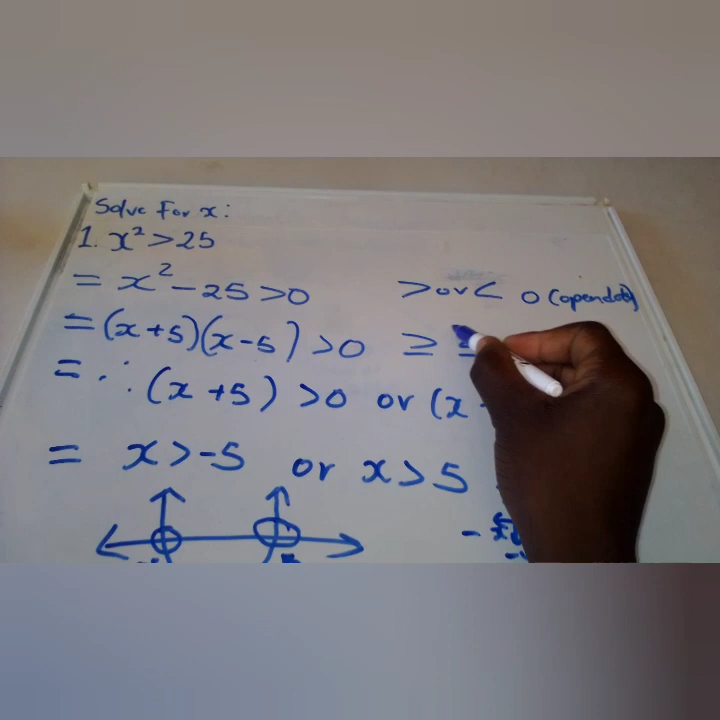 Solve For x:
1. x² > 25
= x² - 25 > 0
> or < o (open dot)
= (x + 5)(x - 5) > 0
≥
= ∴ (x + 5) > 0 or (x
= x > -5 or x > 5